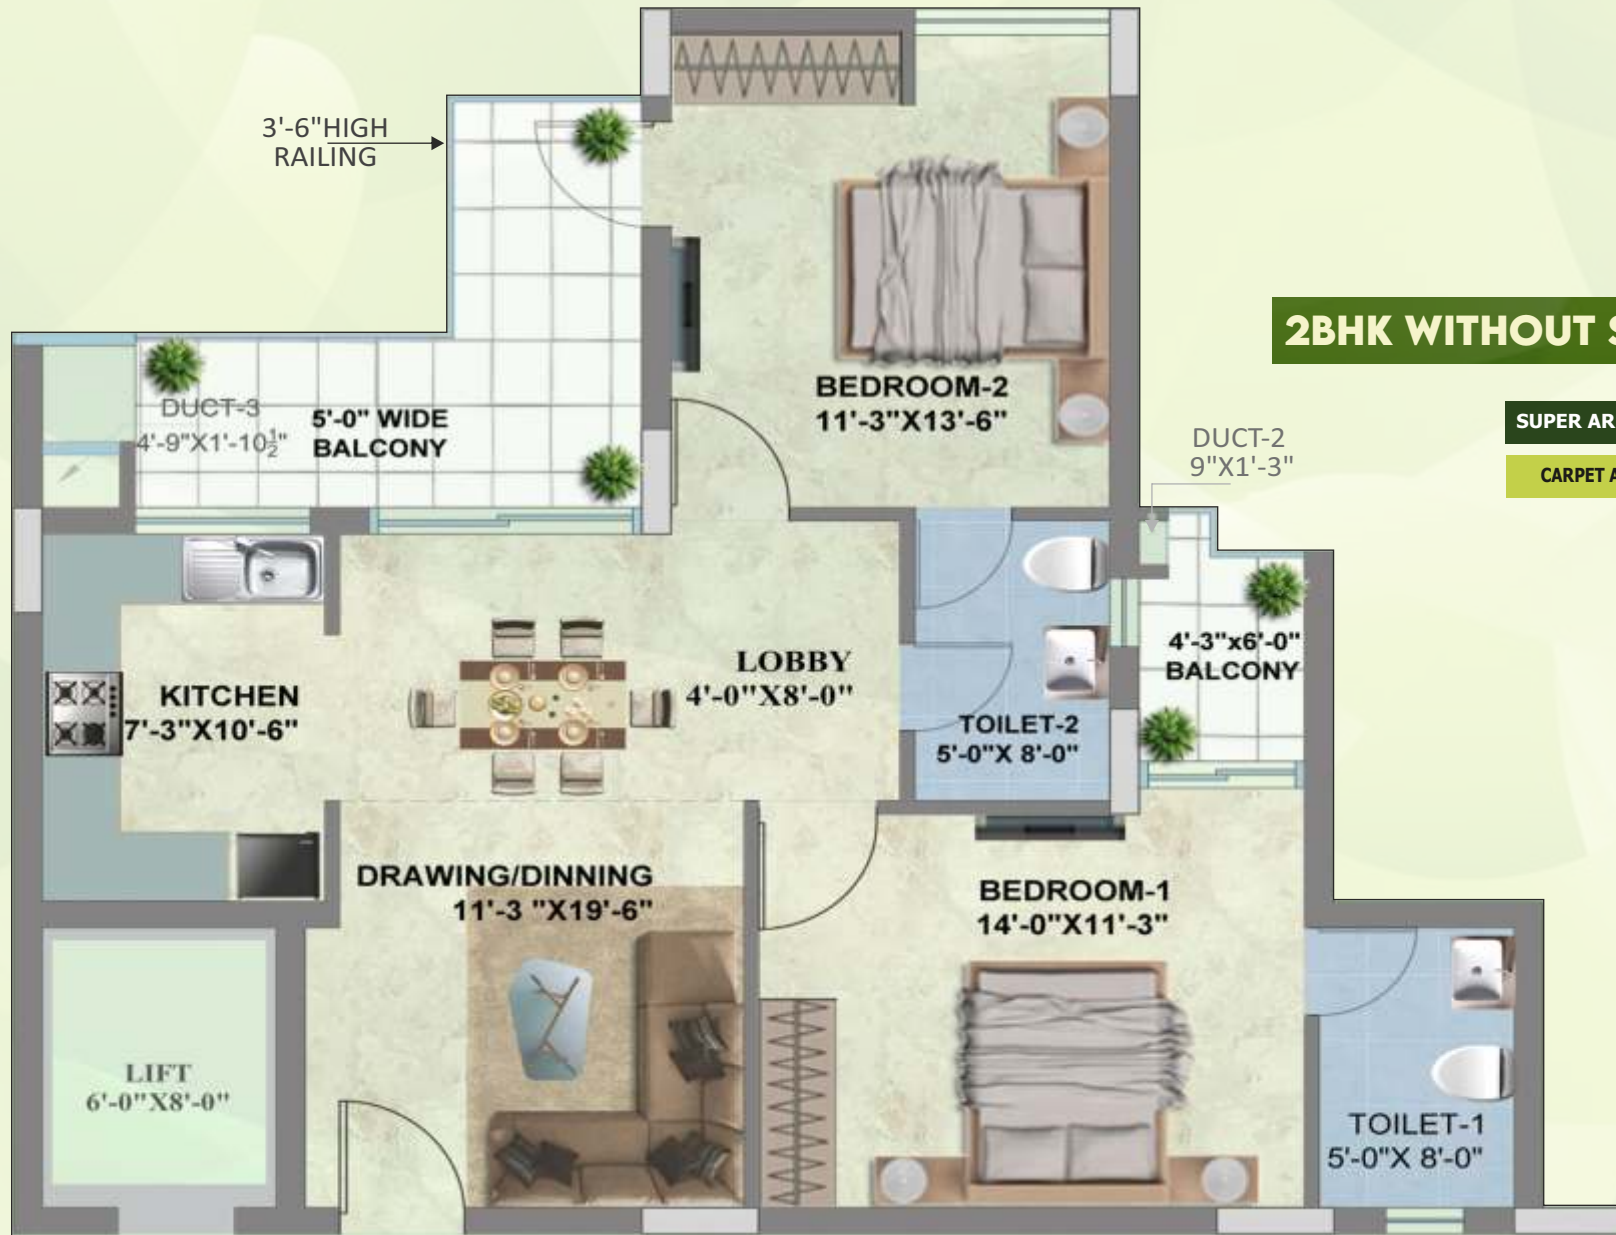 3'-6"HIGH
RAILING
DUCT-3
4'-9"X1'-10½"
5'-0" WIDE
BALCONY
BEDROOM-2
11'-3"X13'-6"
2BHK WITHOUT S
SUPER AR
CARPET A
DUCT-2
9"X1'-3"
4'-3"x6'-0"
BALCONY
LOBBY
4'-0"X8'-0"
KITCHEN
7'-3"X10'-6"
TOILET-2
5'-0"X 8'-0"
DRAWING/DINNING
11'-3 "X19'-6"
BEDROOM-1
14'-0"X11'-3"
LIFT
6'-0"X8'-0"
TOILET-1
5'-0"X 8'-0"